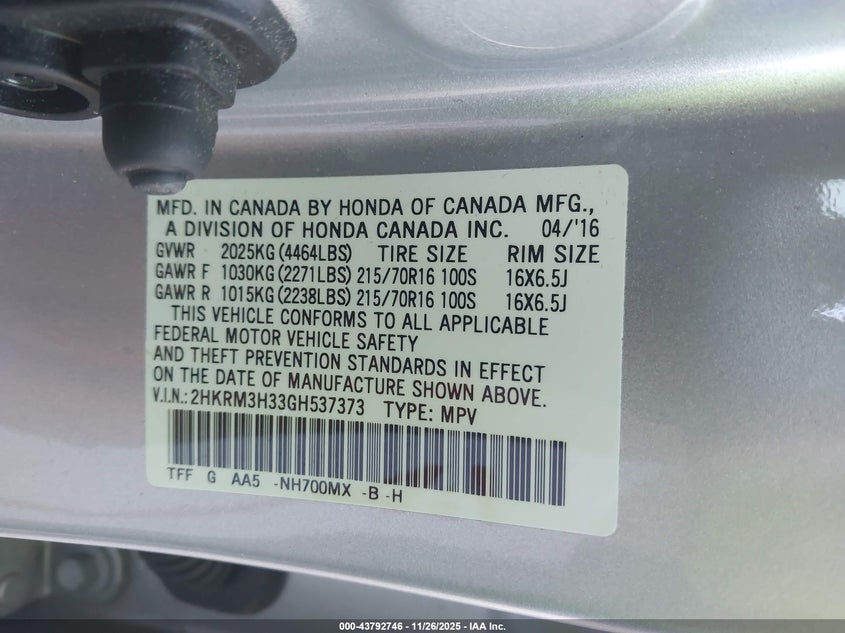 MFD. IN CANADA BY HONDA OF CANADA MFG.,
A DIVISION OF HONDA CANADA INC. 04/'16
GVWR 2025KG(4464LBS) TIRE SIZE RIM SIZE
GAWR F 1030KG(2271LBS) 215/70R16 100S 16X6.5J
GAWR R 1015KG(2238LBS) 215/70R16 100S 16X6.5J
THIS VEHICLE CONFORMS TO ALL APPLICABLE
FEDERAL MOTOR VEHICLE SAFETY
AND THEFT PREVENTION STANDARDS IN EFFECT
ON THE DATE OF MANUFACTURE SHOWN ABOVE.
V.I.N.:2HKRM3H33GH537373 TYPE: MPV
TFF G AA5 -NH700MX -B -H
000-43792746 - 11/26/2025 - IAA Inc.